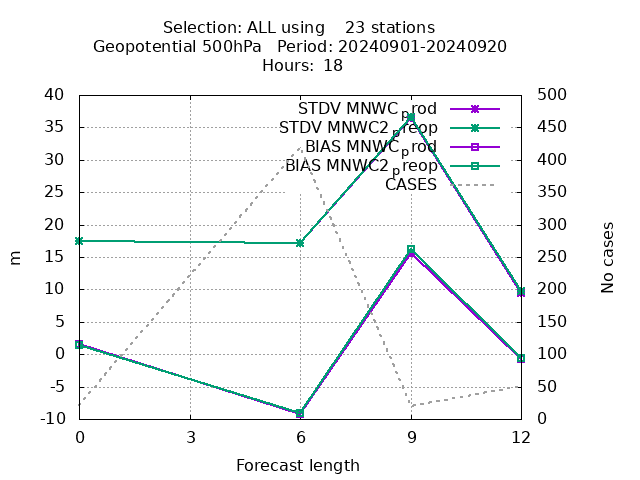 Selection: ALL using    23 stations
Geopotential 500hPa   Period: 20240901-20240920
Hours: 18
STDV MNWC_prod
STDV MNWC2_preop
BIAS MNWC_prod
BIAS MNWC2_preop
CASES
40
35
30
25
20
15
10
5
0
-5
-10
m
500
450
400
350
300
250
200
150
100
50
0
No cases
0 3 6 9 12
Forecast length